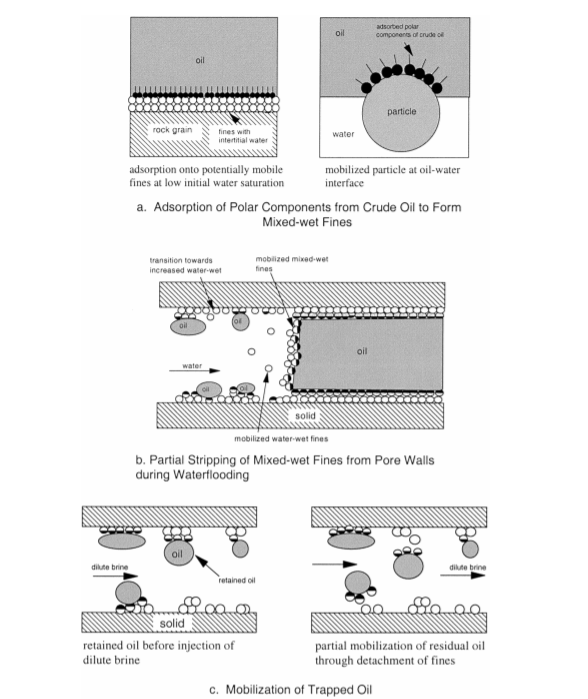 oil
rock grain
fines with
intertitial water
adsorption onto potentially mobile
fines at low initial water saturation
oil
adsorbed polar
components of crude oil
particle
water
mobilized particle at oil-water
interface
a. Adsorption of Polar Components from Crude Oil to Form
Mixed-wet Fines
transition towards
increased water-wet
mobilized mixed-wet
fines
oil
oil
oil
water
oil
oil
solid
mobilized water-wet fines
b. Partial Stripping of Mixed-wet Fines from Pore Walls
during Waterflooding
oil
dilute brine
retained oil
solid
retained oil before injection of
dilute brine
dilute brine
partial mobilization of residual oil
through detachment of fines
c. Mobilization of Trapped Oil